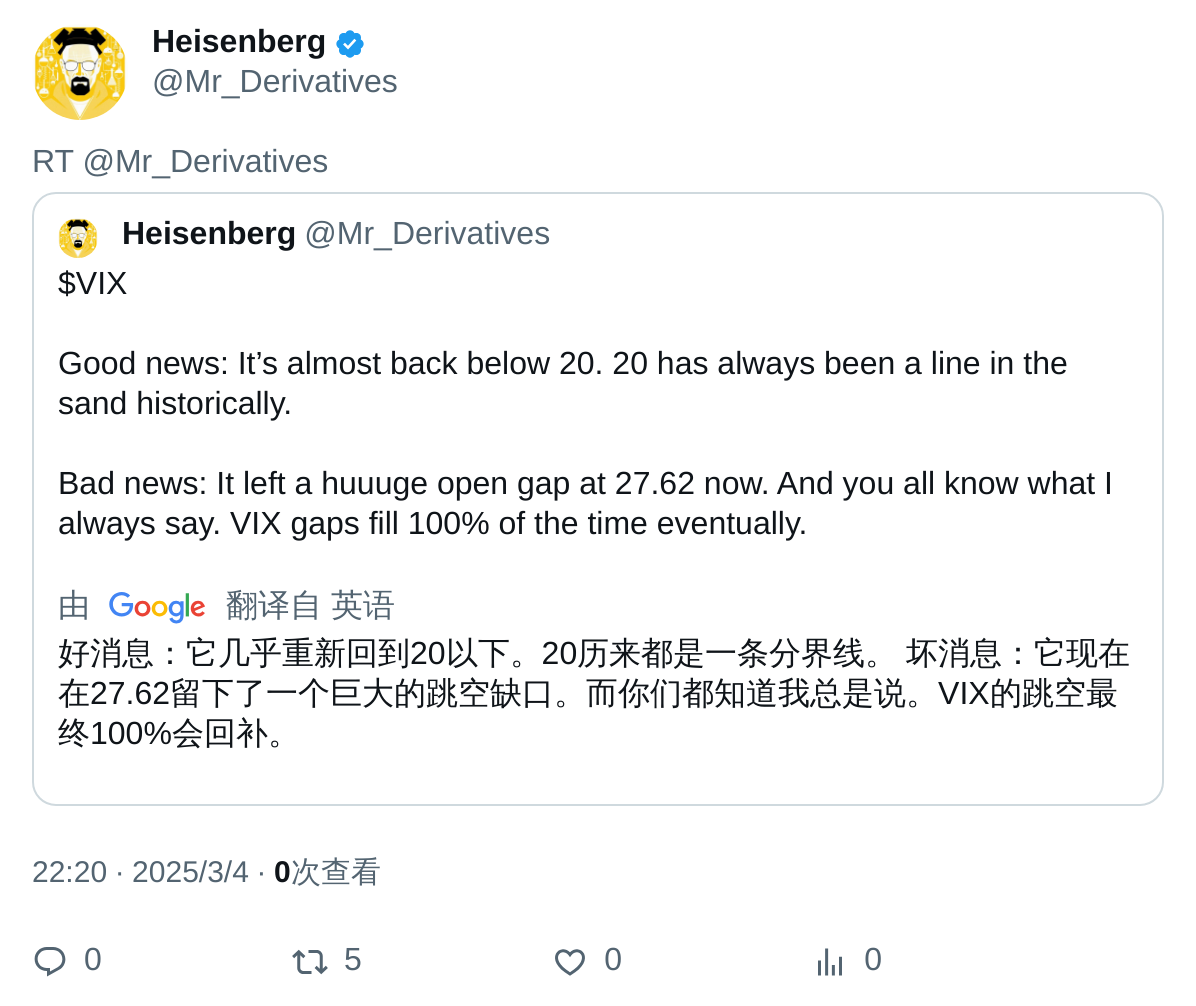 Heisenberg
@Mr_Derivatives
RT @Mr_Derivatives
Heisenberg @Mr_Derivatives
$VIX
Good news: It’s almost back below 20. 20 has always been a line in the
sand historically.
Bad news: It left a huuuge open gap at 27.62 now. And you all know what I
always say. VIX gaps fill 100% of the time eventually.
由 Google 翻译自 英语
好消息：它几乎重新回到20以下。20历来都是一条分界线。 坏消息：它现在
在27.62留下了一个巨大的跳空缺口。而你们都知道我总是说。VIX的跳空最
终100%会回补。
22:20 · 2025/3/4 · 0次查看
0 5 0 0